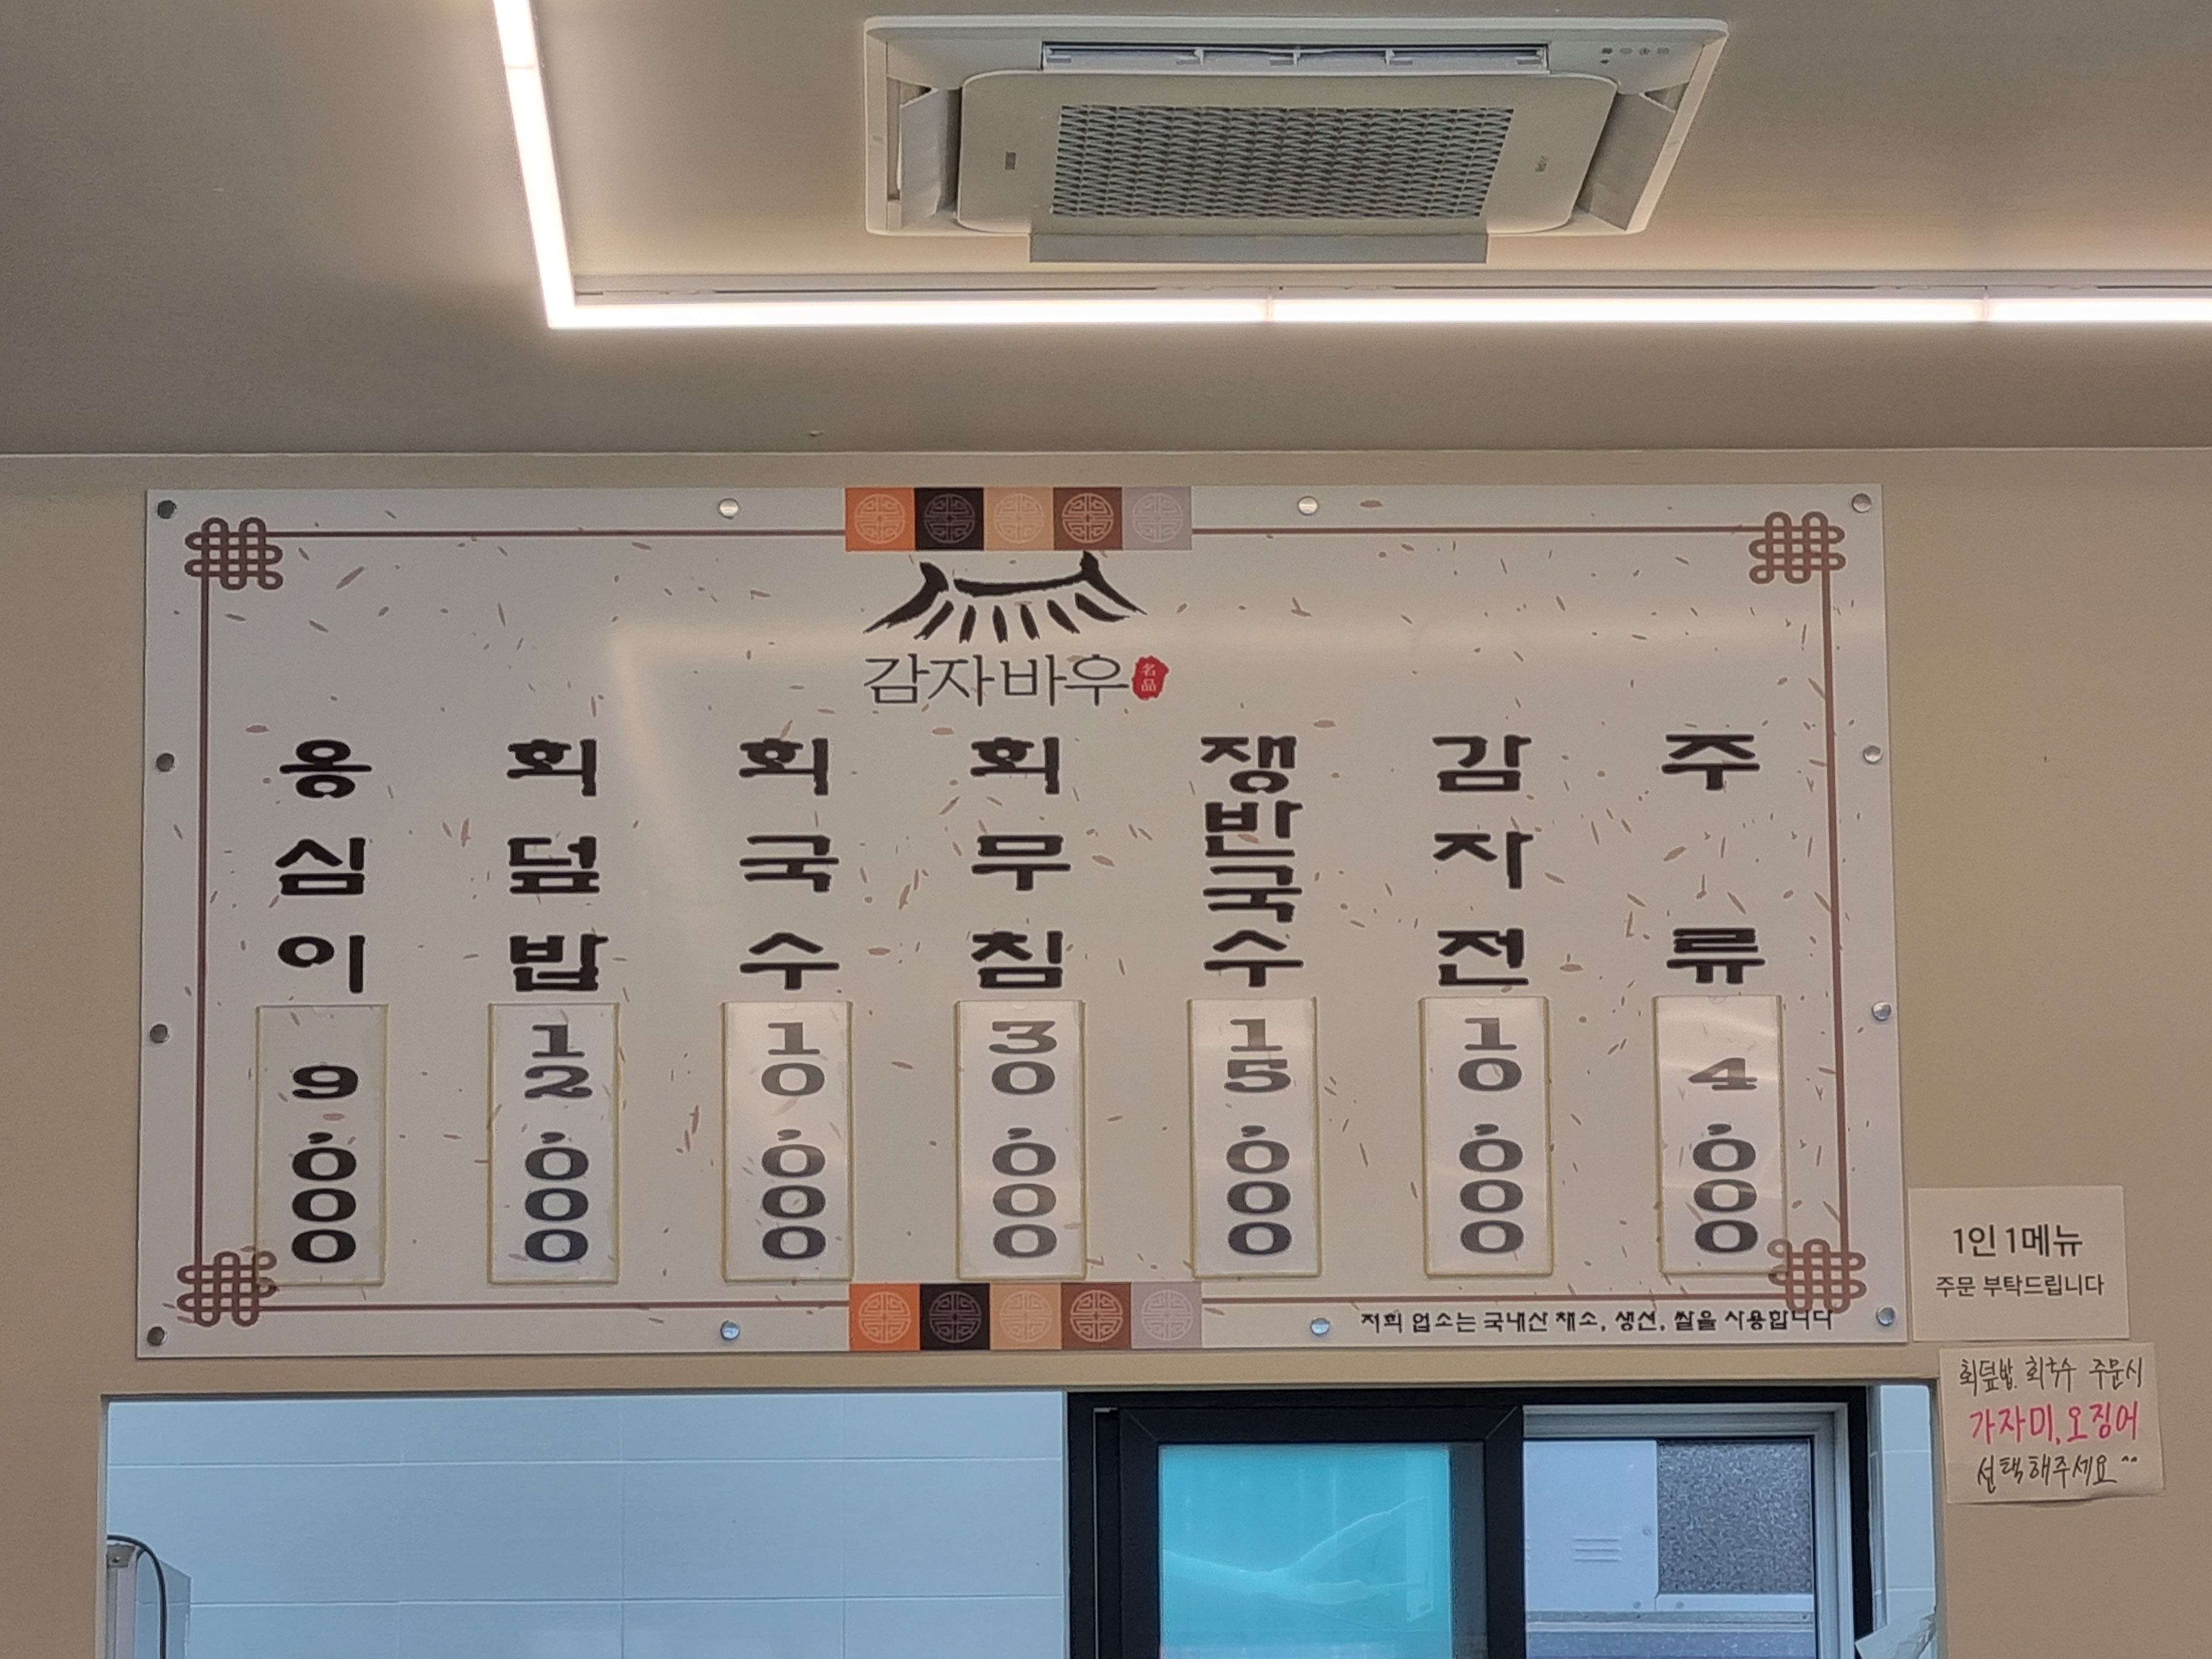 감자바우
名品
옹심이 9,000
회덮밥 12,000
회국수 10,000
회무침 30,000
쟁반국수 15,000
감자전 10,000
주류 4,000
저희 업소는 국내산 채소, 생선, 쌀을 사용합니다
1인 1메뉴
주문 부탁드립니다
회덮밥. 회국수 주문시
가자미, 오징어
선택해주세요^^